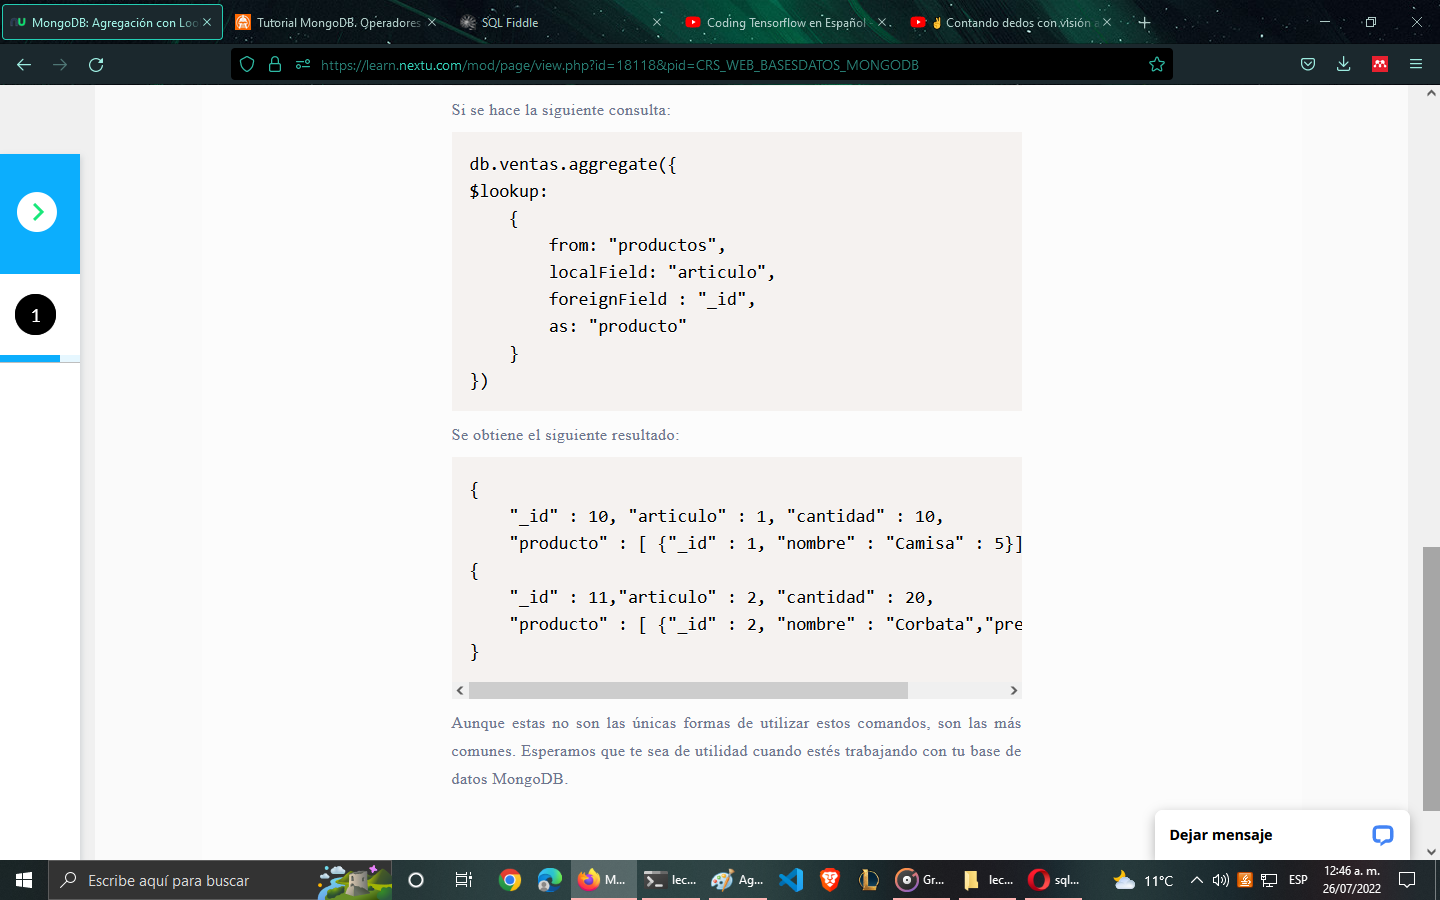 MongoDB: Agregación con Loo
Tutorial MongoDB. Operadores
SQL Fiddle
Coding Tensorflow en Español -
Contando dedos con visión a
https://learn.nextu.com/mod/page/view.php?id=18118&pid=CRS_WEB_BASESDATOS_MONGODB
Si se hace la siguiente consulta:
db.ventas.aggregate({
$lookup:
{
from: "productos",
localField: "articulo",
foreignField : "_id",
as: "producto"
}
})
1
Se obtiene el siguiente resultado:
{
"_id" : 10, "articulo" : 1, "cantidad" : 10,
"producto" : [ {"_id" : 1, "nombre" : "Camisa" : 5}]
{
"_id" : 11,"articulo" : 2, "cantidad" : 20,
"producto" : [ {"_id" : 2, "nombre" : "Corbata","pre
}
Aunque estas no son las únicas formas de utilizar estos comandos, son las más
comunes. Esperamos que te sea de utilidad cuando estés trabajando con tu base de
datos MongoDB.
Dejar mensaje
Escribe aquí para buscar
M...
lec...
Ag...
Gr...
lec...
sql...
11°C
ESP
12:46 a. m.
26/07/2022